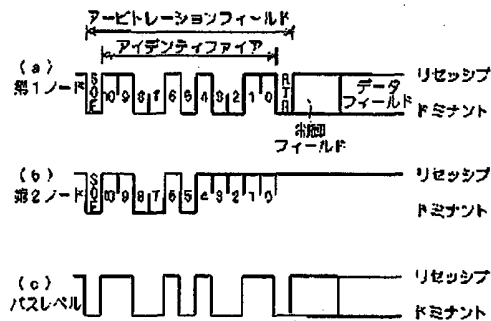 アービトレーションフィールド
アイデンティファイア
(a)
第1ノード
SOF
10 9 8 7 6 5 4 3 2 1 0
RTR
制御
フィールド
データ
フィールド
リセッシブ
ドミナント
(b)
第2ノード
SOF
10 9 8 7 6 5 4 3 2 1 0
リセッシブ
ドミナント
(c)
バスレベル
リセッシブ
ドミナント